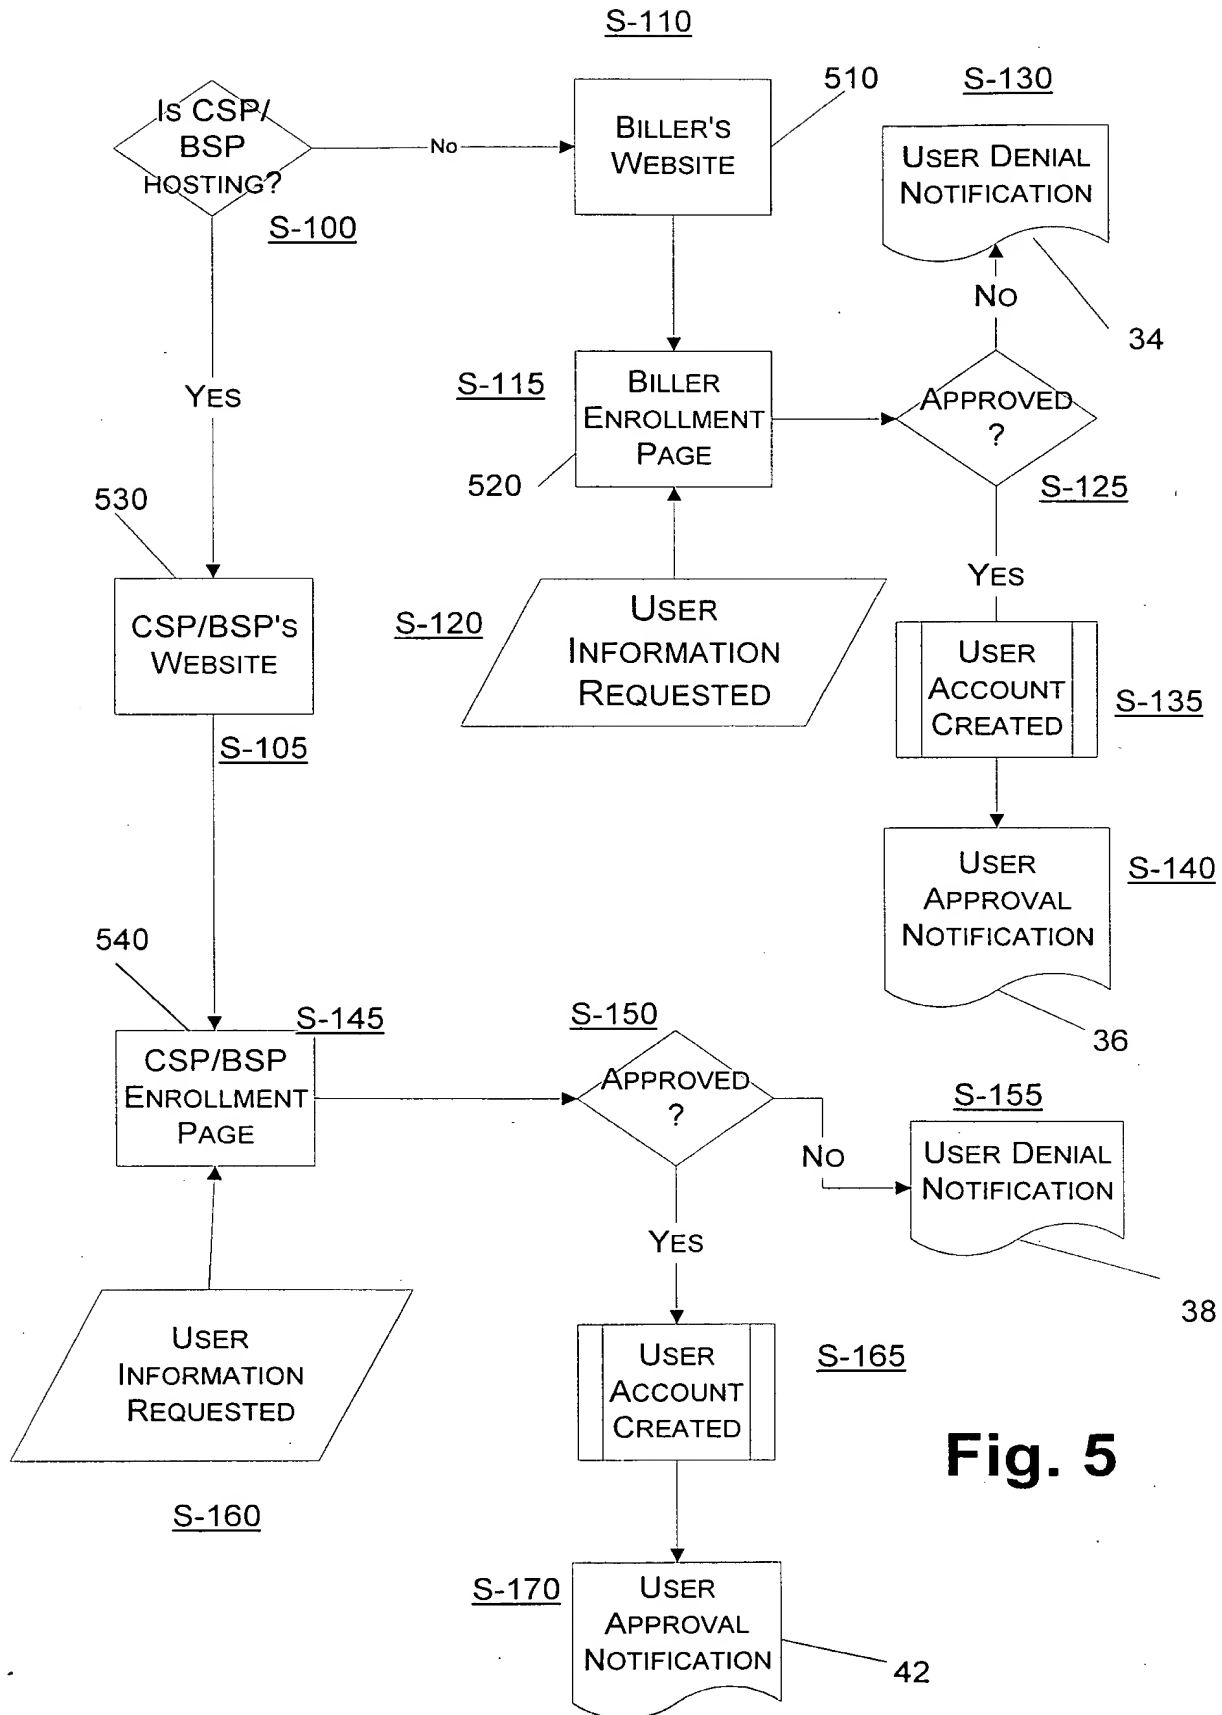 S-110
Is CSP/
BSP
HOSTING?
S-100
No
BILLER'S
WEBSITE
510
S-130
USER DENIAL
NOTIFICATION
34
NO
YES
S-115
BILLER
ENROLLMENT
PAGE
520
APPROVED
?
S-125
YES
530
CSP/BSP'S
WEBSITE
S-105
S-120
USER
INFORMATION
REQUESTED
USER
ACCOUNT
CREATED
S-135
USER
APPROVAL
NOTIFICATION
S-140
36
540
CSP/BSP
ENROLLMENT
PAGE
S-145
S-150
APPROVED
?
NO
S-155
USER DENIAL
NOTIFICATION
38
YES
USER
INFORMATION
REQUESTED
S-160
USER
ACCOUNT
CREATED
S-165
Fig. 5
S-170
USER
APPROVAL
NOTIFICATION
42